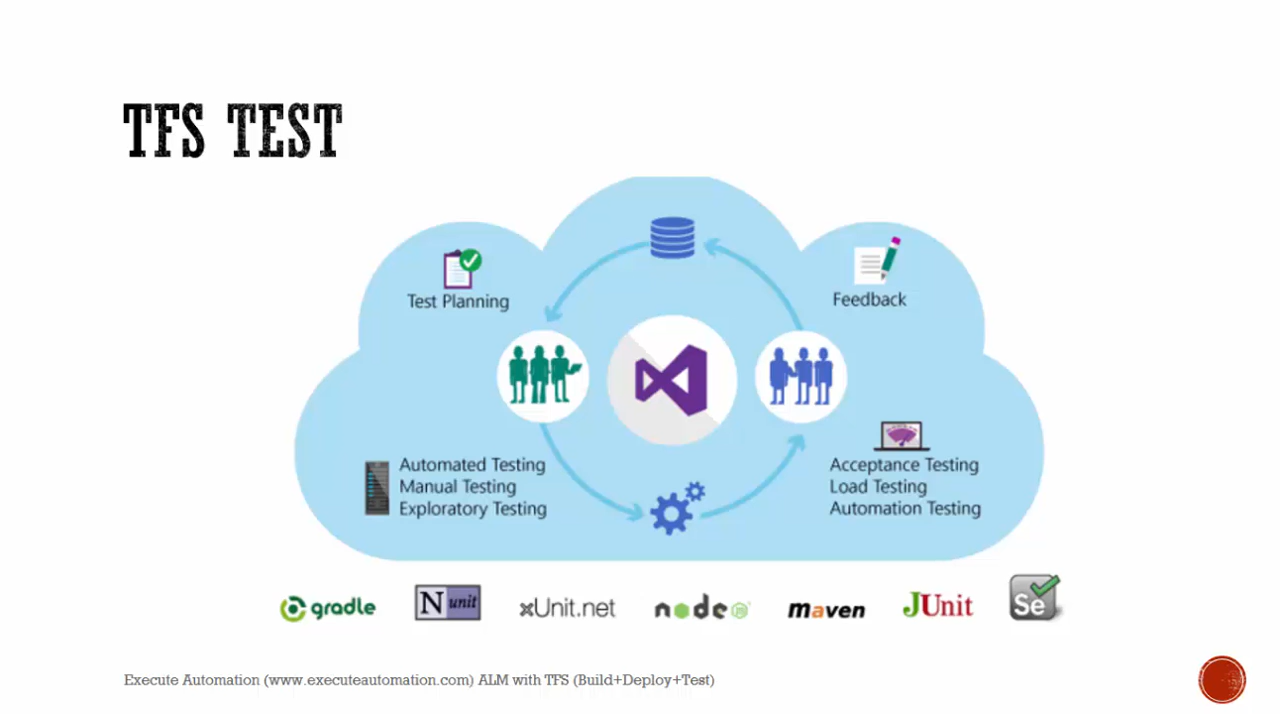 TFS TEST
Test Planning
Feedback
Automated Testing
Manual Testing
Exploratory Testing
Acceptance Testing
Load Testing
Automation Testing
gradle
N unit
xUnit.net
node JS
maven
JUnit
Se
Execute Automation (www.executeautomation.com) ALM with TFS (Build+Deploy+Test)